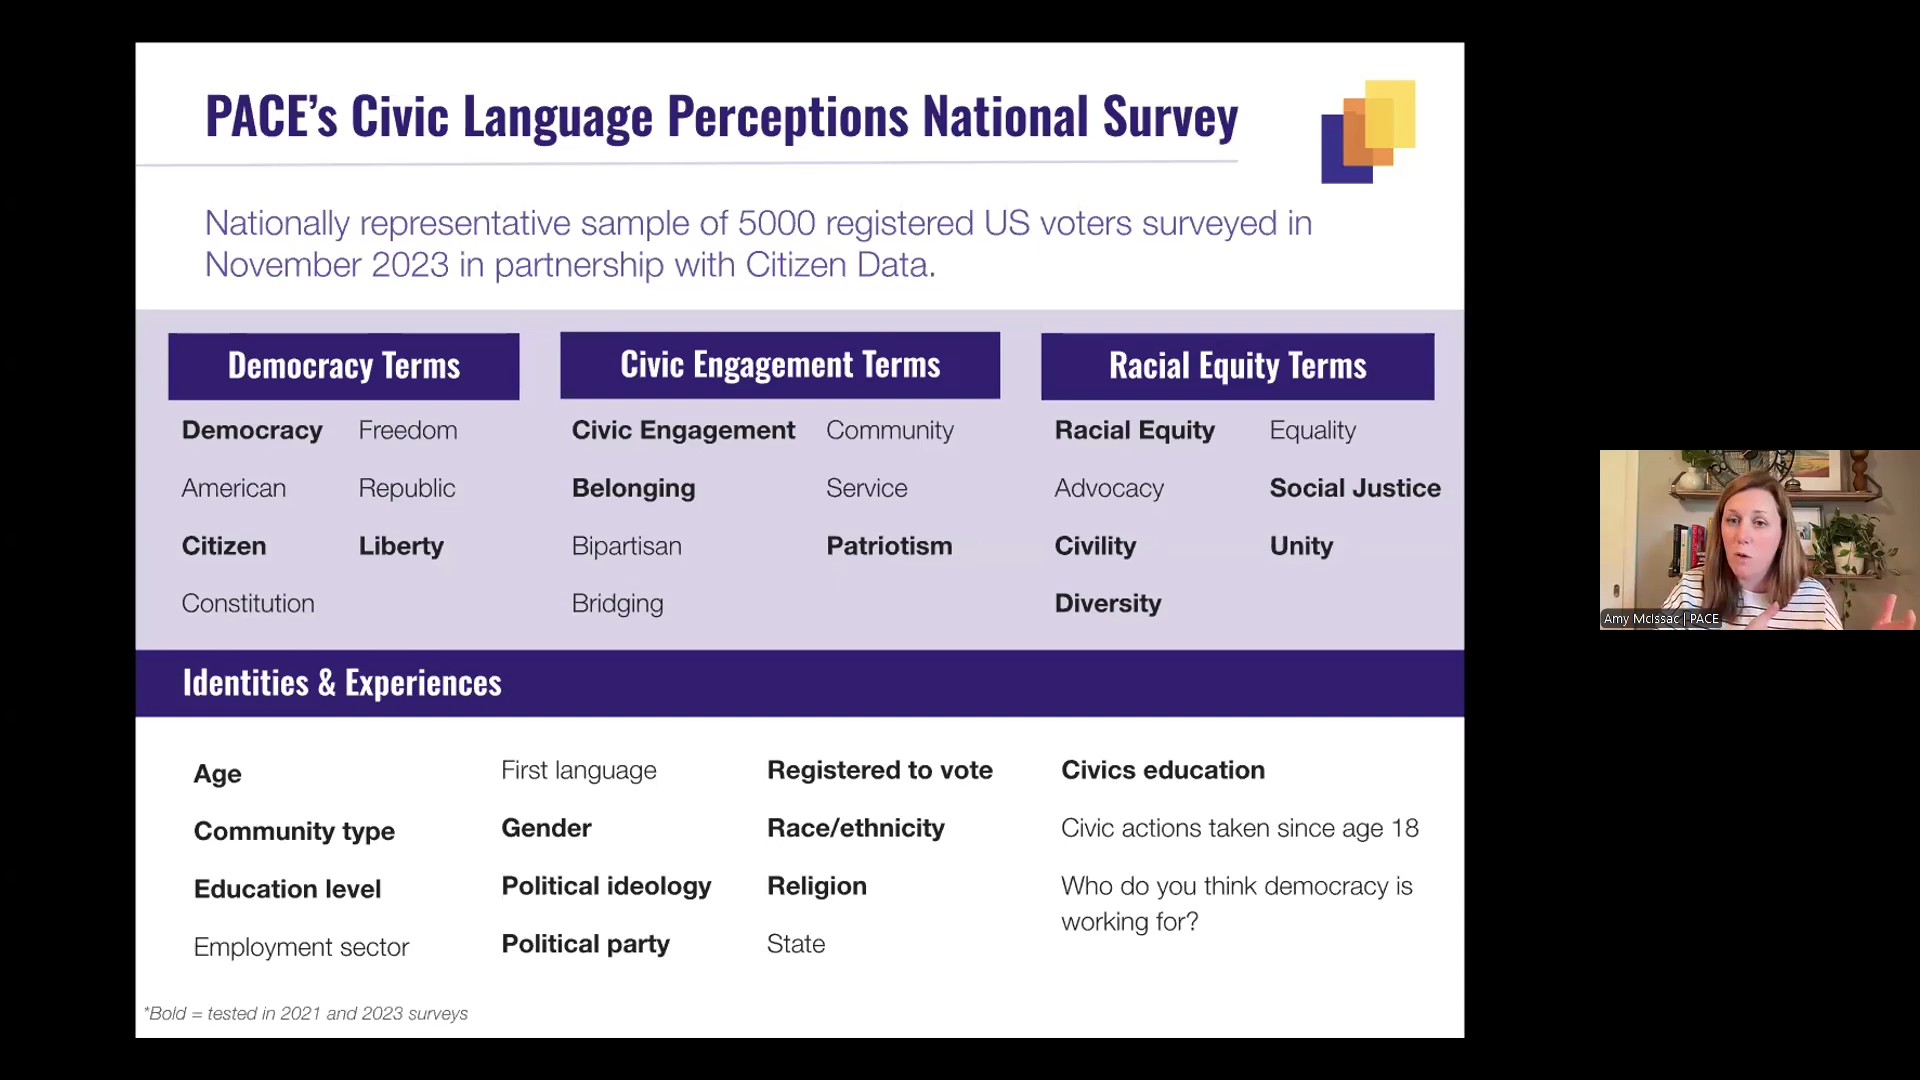 PACE's Civic Language Perceptions National Survey
Nationally representative sample of 5000 registered US voters surveyed in
November 2023 in partnership with Citizen Data.
Democracy Terms
Democracy Freedom
American Republic
Citizen Liberty
Constitution
Civic Engagement Terms
Civic Engagement Community
Belonging Service
Bipartisan Patriotism
Bridging
Racial Equity Terms
Racial Equity Equality
Advocacy Social Justice
Civility Unity
Diversity
Identities & Experiences
Age
Community type
Education level
Employment sector
First language
Gender
Political ideology
Political party
Registered to vote
Race/ethnicity
Religion
State
Civics education
Civic actions taken since age 18
Who do you think democracy is
working for?
*Bold = tested in 2021 and 2023 surveys
Amy McIssac | PACE